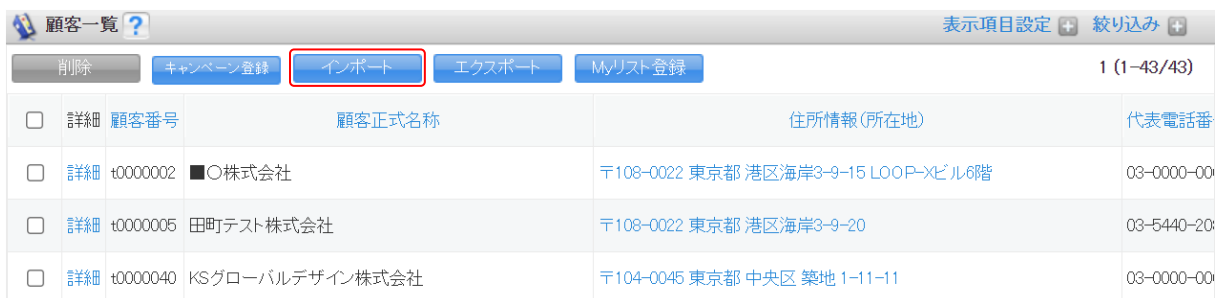 顧客一覧 ? 表示項目設定 + 絞り込み +
削除 キャンペーン登録 インポート エクスポート Myリスト登録 1 (1-43/43)
詳細 顧客番号 顧客正式名称 住所情報(所在地) 代表電話番
詳細 t0000002 ■〇株式会社 〒108-0022 東京都 港区海岸3-9-15 LOOP-Xビル6階 03-0000-00
詳細 t0000005 田町テスト株式会社 〒108-0022 東京都 港区海岸3-9-20 03-5440-20
詳細 t0000040 KSグローバルデザイン株式会社 〒104-0045 東京都 中央区 築地 1-11-11 03-0000-00